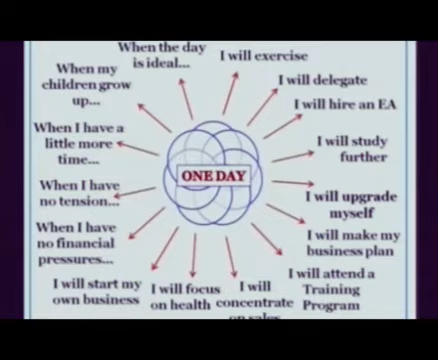 When the day
is ideal...
I will exercise
When my
children grow
up...
I will delegate
I will hire an EA
When I have a
little more
time...
I will study
further
ONE DAY
When I have
no tension...
I will upgrade
myself
When I have
no financial
pressures...
I will make my
business plan
I will start my
own business
I will focus
on health
I will
concentrate
on sales
I will attend a
Training
Program